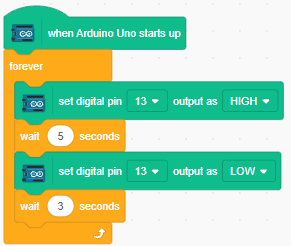 when Arduino Uno starts up
forever
set digital pin 13 output as HIGH
wait 5 seconds
set digital pin 13 output as LOW
wait 3 seconds